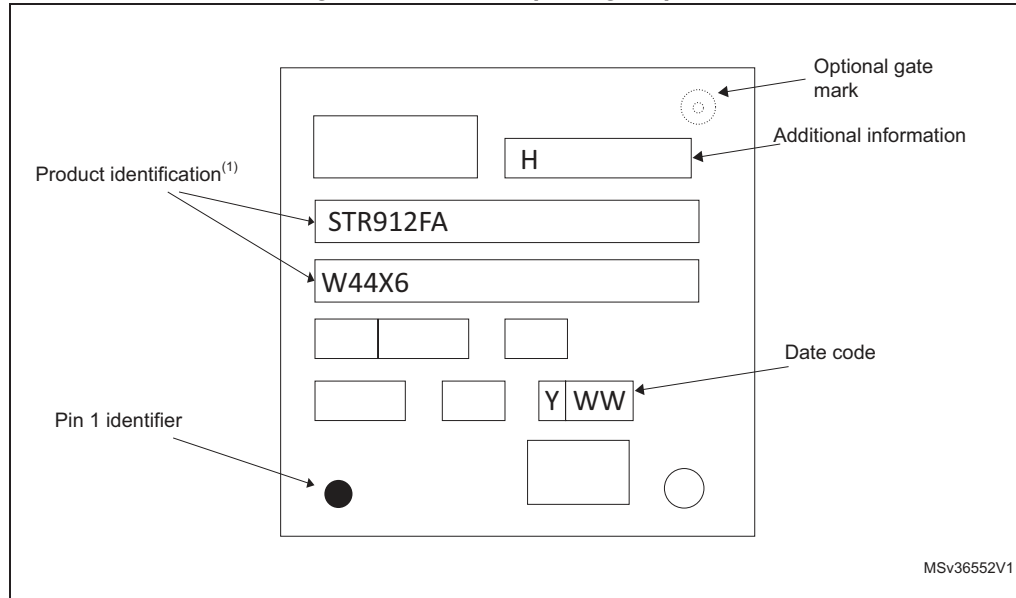 Optional gate
mark
Additional information
H
Product identification(1)
STR912FA
W44X6
Date code
Y WW
Pin 1 identifier
MSv36552V1